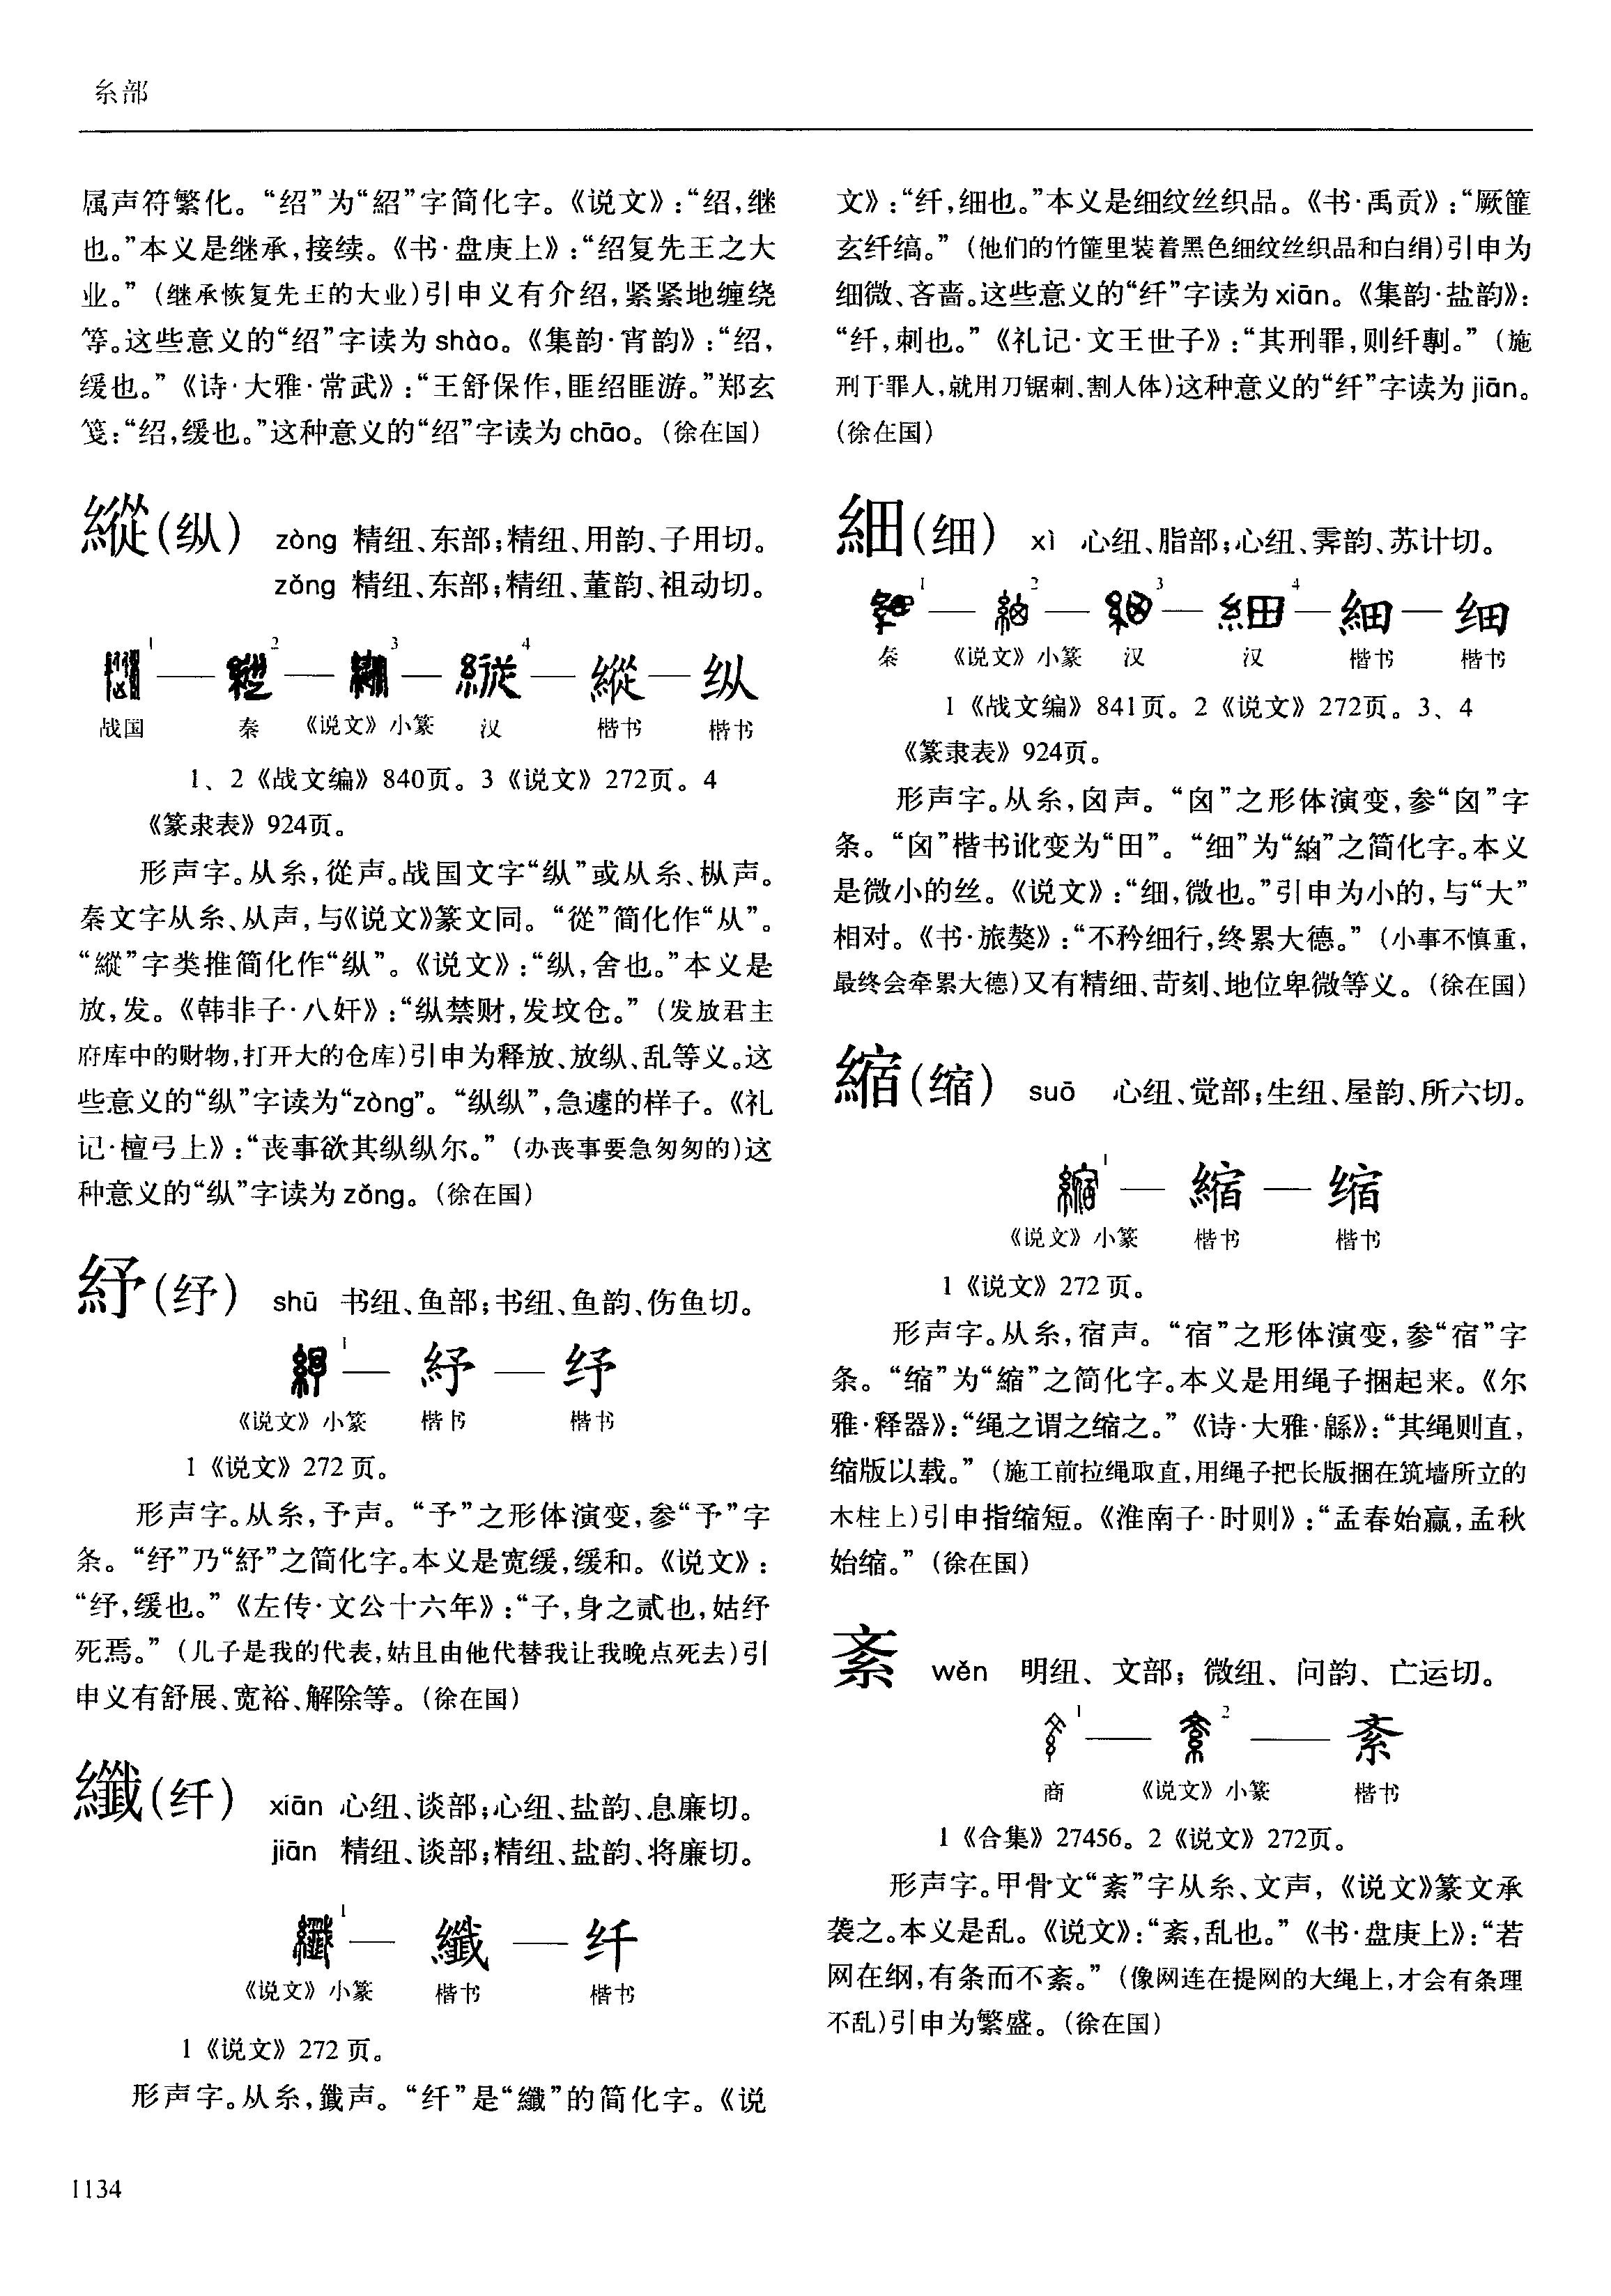 糸部
属声符繁化。“绍”为“紹”字简化字。《说文》：“绍，继
也。”本义是继承，接续。《书·盘庚上》：“绍复先王之大
业。”（继承恢复先王的大业）引申义有介绍，紧紧地缠绕
等。这些意义的“绍”字读为 shào。《集韵·宵韵》：“绍，
缓也。”《诗·大雅·常武》：“王舒保作，匪绍匪游。”郑玄
笺：“绍，缓也。”这种意义的“绍”字读为 chāo。（徐在国）
縱（纵） zòng 精纽、东部；精纽、用韵、子用切。
zǒng 精纽、东部；精纽、董韵、祖动切。
1 — 2 — 3 — 4 — 縱 — 纵
战国 秦 《说文》小篆 汉 楷书 楷书
1、2《战文编》840页。3《说文》272页。4
《篆隶表》924页。
形声字。从糸，從声。战国文字“纵”或从糸、枞声。
秦文字从糸、从声，与《说文》篆文同。“從”简化作“从”。
“縱”字类推简化作“纵”。《说文》：“纵，舍也。”本义是
放，发。《韩非子·八奸》：“纵禁财，发坟仓。”（发放君主
府库中的财物，打开大的仓库）引申为释放、放纵、乱等义。这
些意义的“纵”字读为“zòng”。“纵纵”，急遽的样子。《礼
记·檀弓上》：“丧事欲其纵纵尔。”（办丧事要急匆匆的）这
种意义的“纵”字读为 zǒng。（徐在国）
紓（纾） shū 书纽、鱼部；书纽、鱼韵、伤鱼切。
1 — 紓 — 纾
《说文》小篆 楷书 楷书
1《说文》272 页。
形声字。从糸，予声。“予”之形体演变，参“予”字
条。“纾”乃“紓”之简化字。本义是宽缓，缓和。《说文》：
“纾，缓也。”《左传·文公十六年》：“子，身之贰也，姑纾
死焉。”（儿子是我的代表，姑且由他代替我让我晚点死去）引
申义有舒展、宽裕、解除等。（徐在国）
纖（纤） xiān 心纽、谈部；心纽、盐韵、息廉切。
jiān 精纽、谈部；精纽、盐韵、将廉切。
1 — 纖 — 纤
《说文》小篆 楷书 楷书
1《说文》272 页。
形声字。从糸，韱声。“纤”是“纖”的简化字。《说
文》：“纤，细也。”本义是细纹丝织品。《书·禹贡》：“厥篚
玄纤缟。”（他们的竹篚里装着黑色细纹丝织品和白绢）引申为
细微、吝啬。这些意义的“纤”字读为 xiān。《集韵·盐韵》：
“纤，刺也。”《礼记·文王世子》：“其刑罪，则纤剸。”（施
刑于罪人，就用刀锯刺、割人体）这种意义的“纤”字读为 jiān。
（徐在国）
細（细） xì 心纽、脂部；心纽、霁韵、苏计切。
1 — 2 — 3 — 4 — 細 — 细
秦 《说文》小篆 汉 汉 楷书 楷书
1《战文编》841页。2《说文》272页。3、4
《篆隶表》924页。
形声字。从糸，囟声。“囟”之形体演变，参“囟”字
条。“囟”楷书讹变为“田”。“细”为“緫”之简化字。本义
是微小的丝。《说文》：“细，微也。”引申为小的，与“大”
相对。《书·旅獒》：“不矜细行，终累大德。”（小事不慎重，
最终会牵累大德）又有精细、苛刻、地位卑微等义。（徐在国）
縮（缩） suō 心纽、觉部；生纽、屋韵、所六切。
1 — 縮 — 缩
《说文》小篆 楷书 楷书
1《说文》272 页。
形声字。从糸，宿声。“宿”之形体演变，参“宿”字
条。“缩”为“縮”之简化字。本义是用绳子捆起来。《尔
雅·释器》：“绳之谓之缩之。”《诗·大雅·緜》：“其绳则直，
缩版以载。”（施工前拉绳取直，用绳子把长版捆在筑墙所立的
木柱上）引申指缩短。《淮南子·时则》：“孟春始赢，孟秋
始缩。”（徐在国）
紊 wěn 明纽、文部；微纽、问韵、亡运切。
1 — 2 — 紊
商 《说文》小篆 楷书
1《合集》27456。2《说文》272页。
形声字。甲骨文“紊”字从糸、文声，《说文》篆文承
袭之。本义是乱。《说文》：“紊，乱也。”《书·盘庚上》：“若
网在纲，有条而不紊。”（像网连在提网的大绳上，才会有条理
不乱）引申为繁盛。（徐在国）
1134